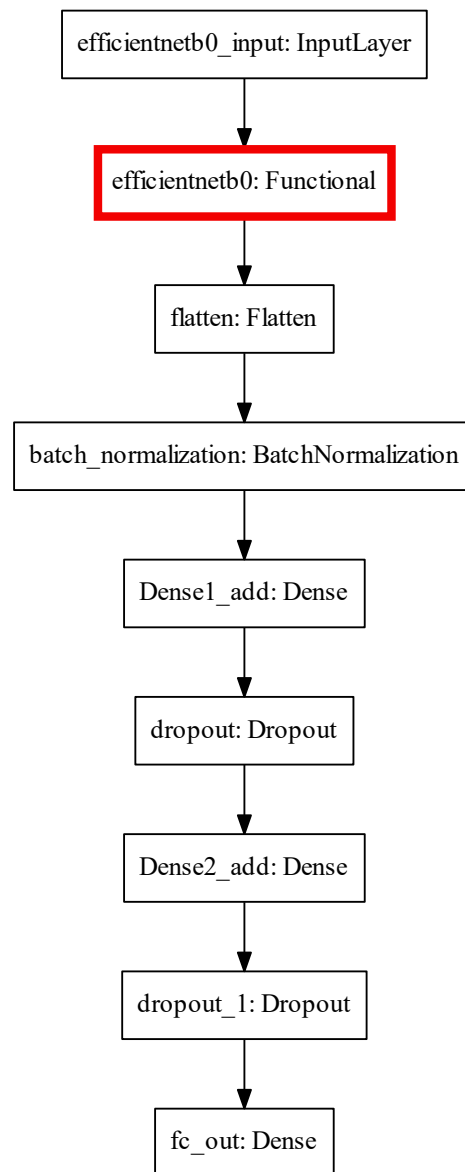 efficientnetb0_input: InputLayer
efficientnetb0: Functional
flatten: Flatten
batch_normalization: BatchNormalization
Dense1_add: Dense
dropout: Dropout
Dense2_add: Dense
dropout_1: Dropout
fc_out: Dense